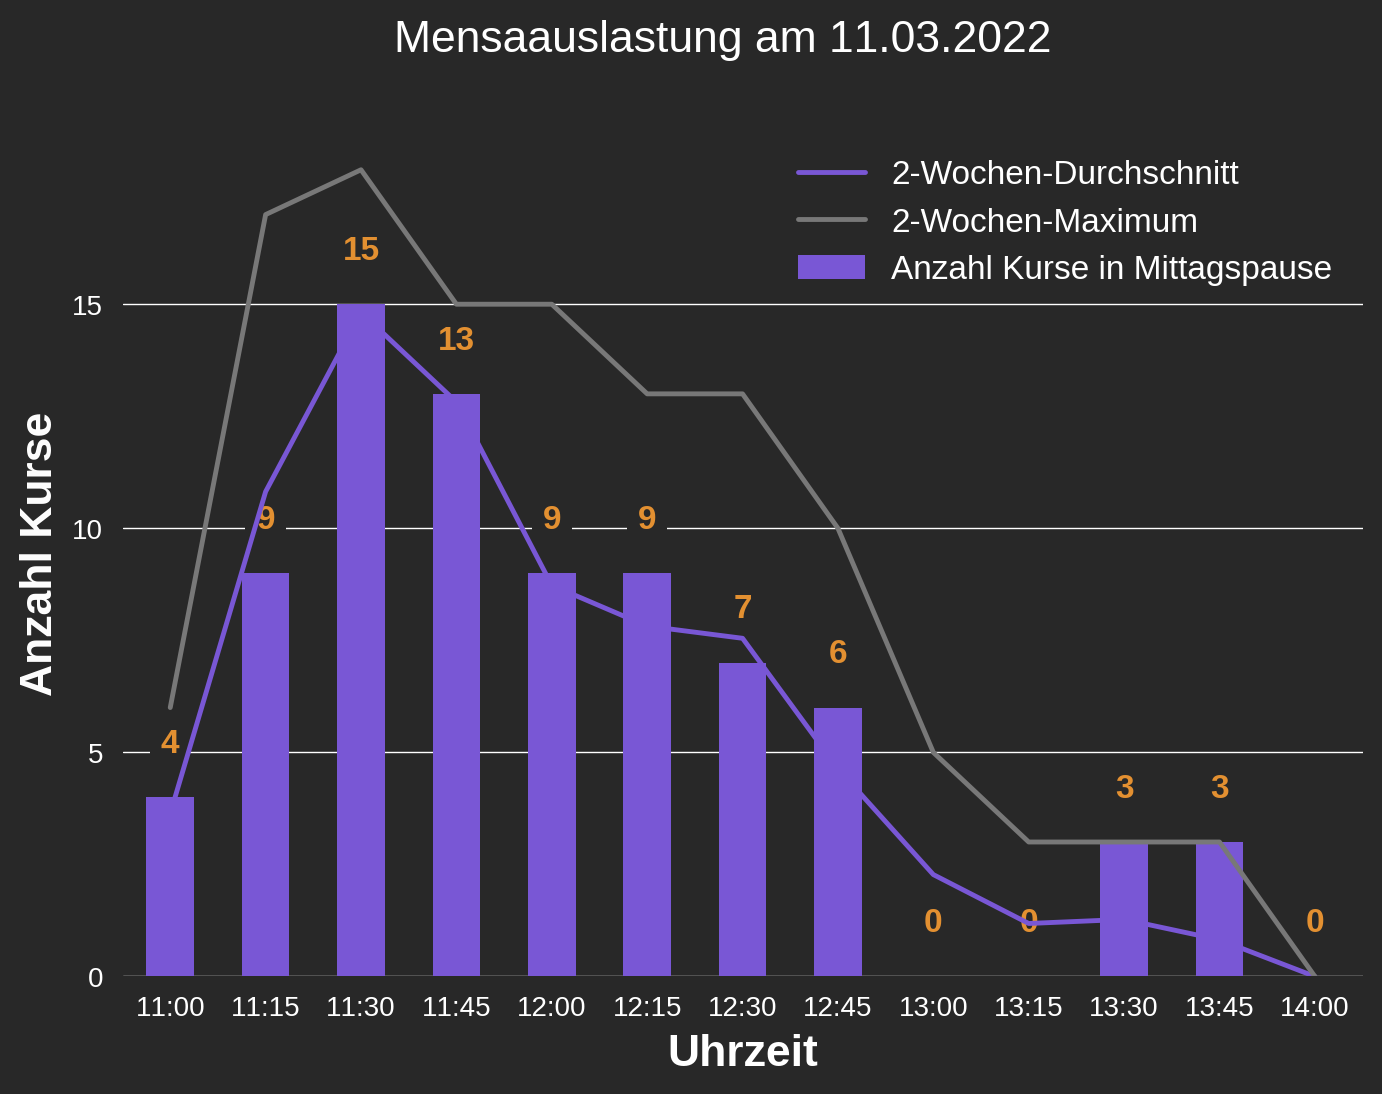 Mensaauslastung am 11.03.2022
2-Wochen-Durchschnitt
2-Wochen-Maximum
Anzahl Kurse in Mittagspause
Anzahl Kurse
15
10
5
0
4
9
15
13
9
9
7
6
0
0
3
3
0
11:00 11:15 11:30 11:45 12:00 12:15 12:30 12:45 13:00 13:15 13:30 13:45 14:00
Uhrzeit